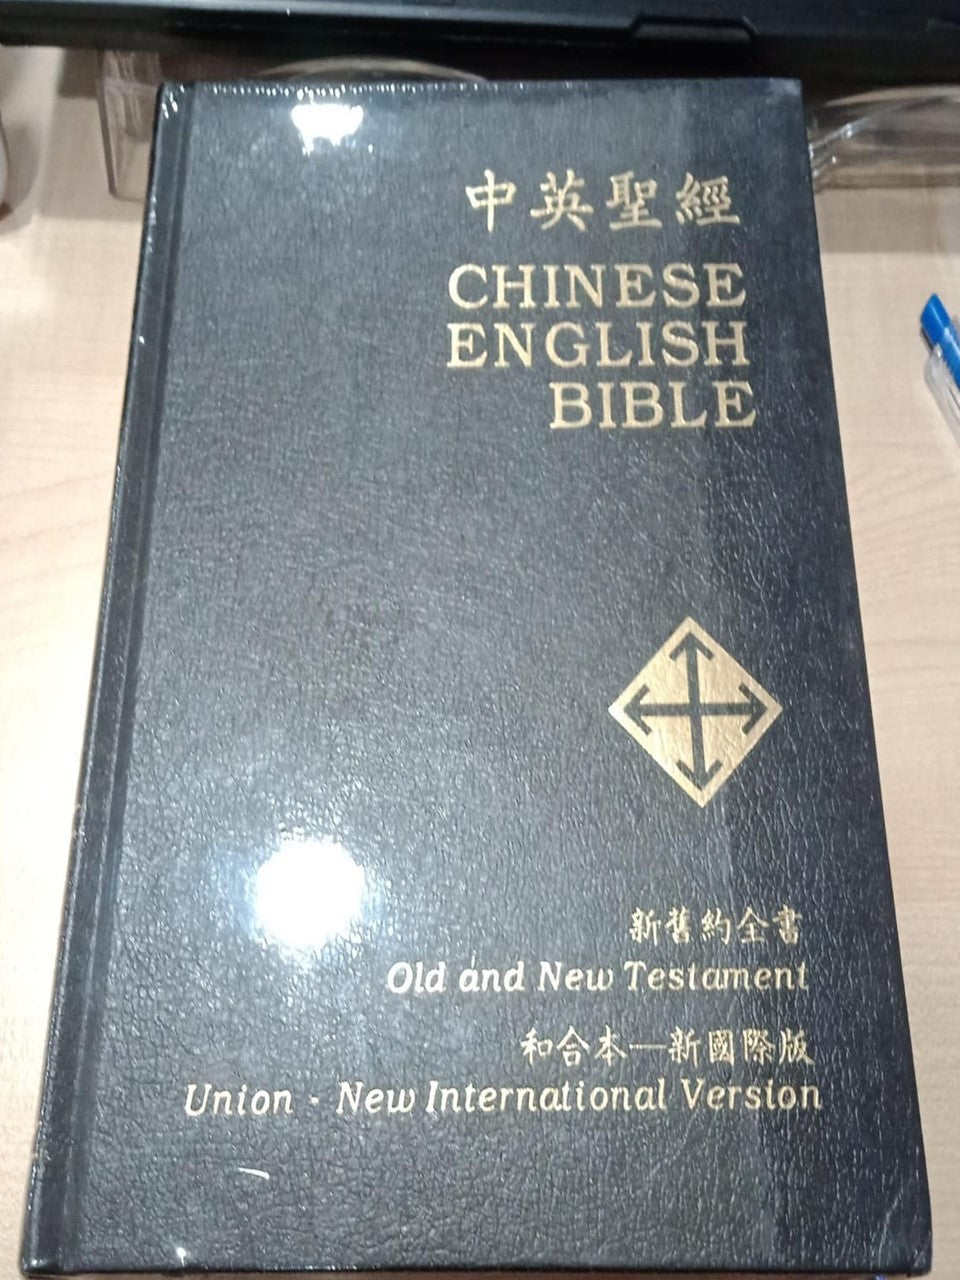 中英聖經
CHINESE
ENGLISH
BIBLE
新舊約全書
Old and New Testament
和合本—新國際版
Union - New International Version